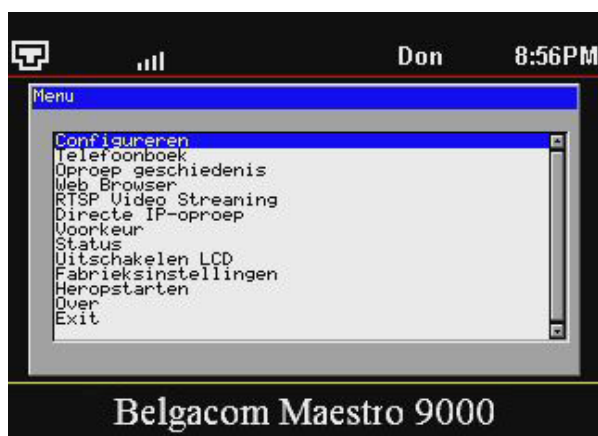 Don 8:56PM
Menu
Configureren
Telefoonboek
Oproep geschiedenis
Web Browser
RTSP Video Streaming
Directe IP-oproep
Voorkeur
Status
Uitschakelen LCD
Fabrieksinstellingen
Heropstarten
Over
Exit
Belgacom Maestro 9000